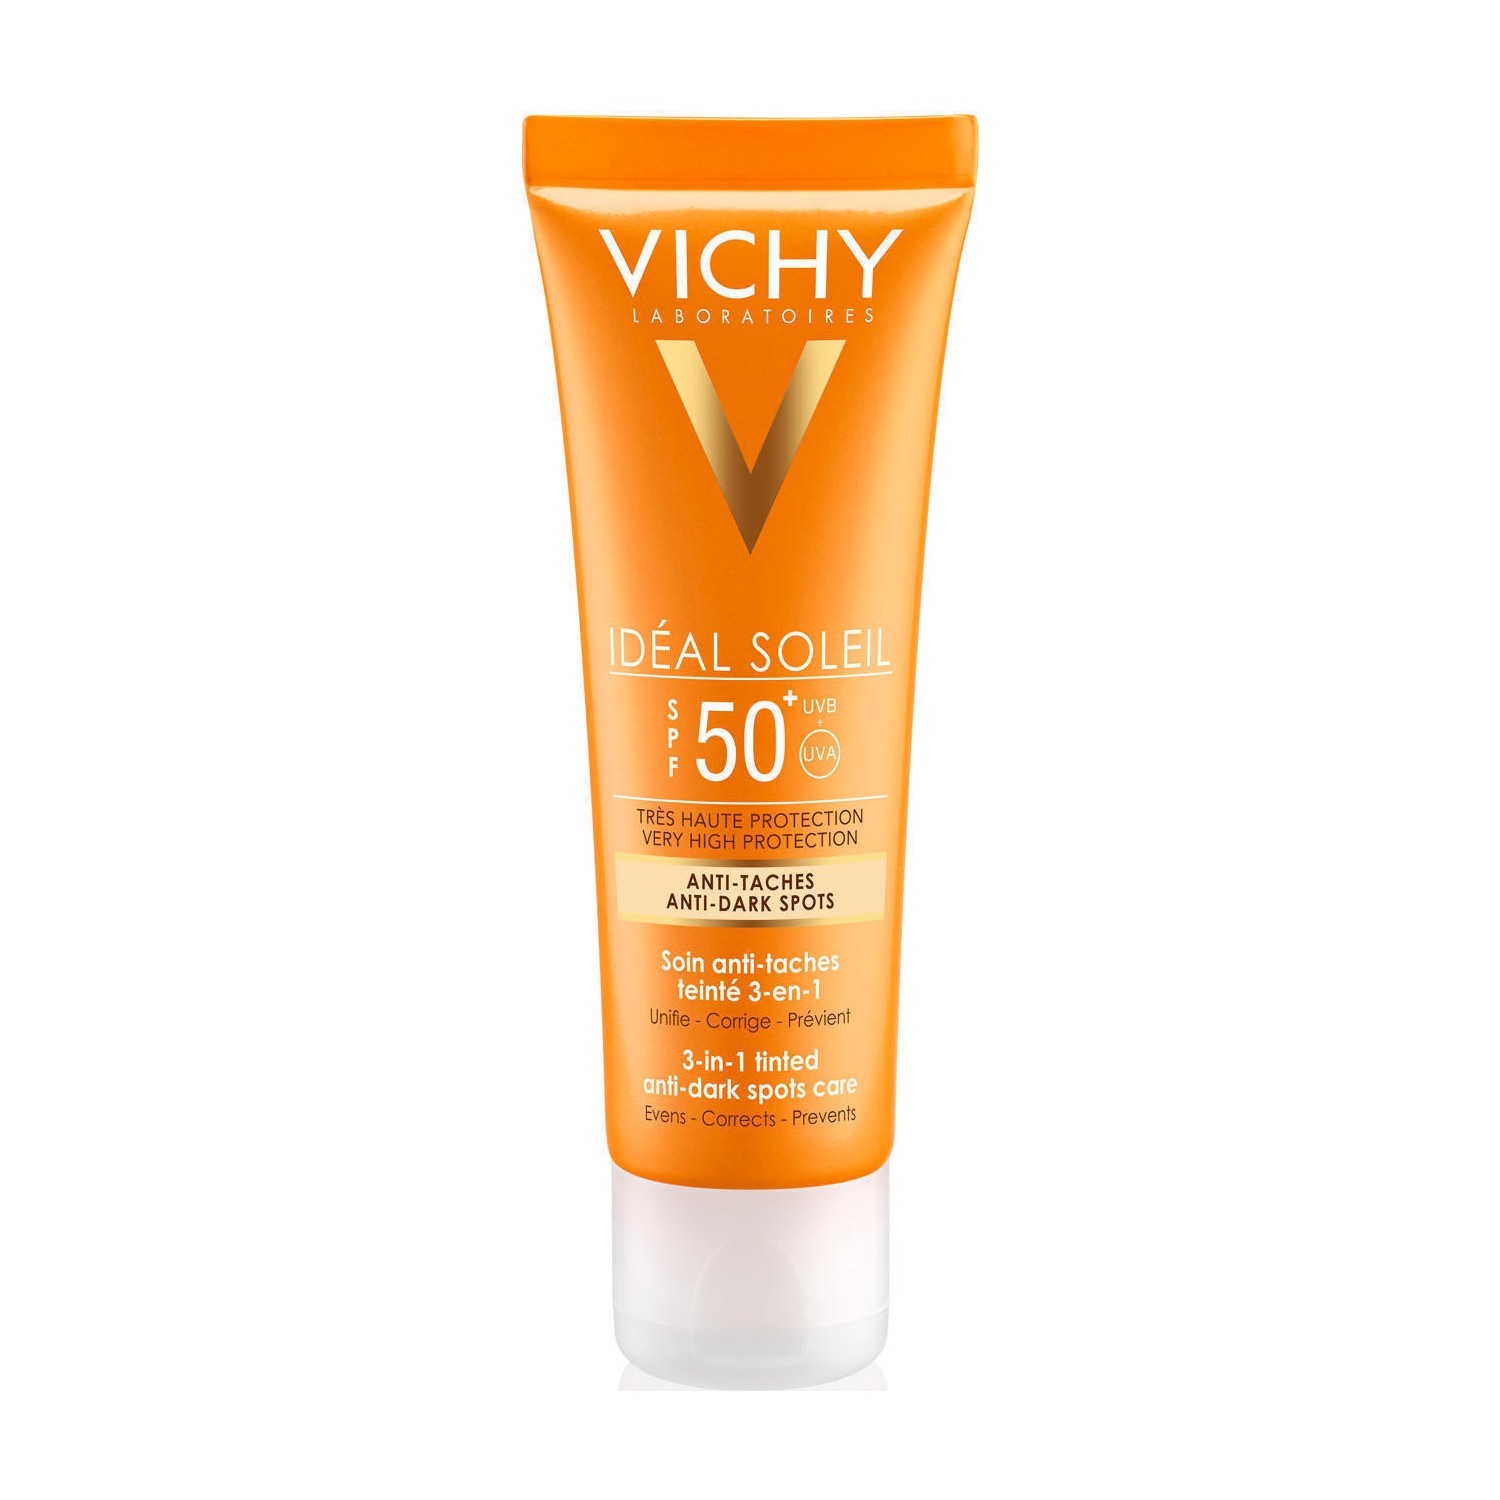 VICHY
LABORATOIRES
V
IDÉAL SOLEIL
SPF 50+ UVB + UVA
TRÈS HAUTE PROTECTION
VERY HIGH PROTECTION
ANTI-TACHES
ANTI-DARK SPOTS
Soin anti-taches
teinté 3-en-1
Unifie - Corrige - Prévient
3-in-1 tinted
anti-dark spots care
Evens - Corrects - Prevents